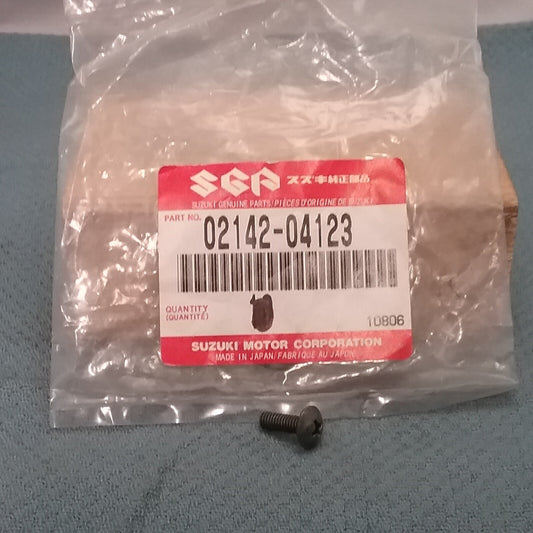 SGP スズキ純正部品
SUZUKI GENUINE PARTS/PIÈCES D'ORIGINE DE SUZUKI
PART NO. 02142-04123
QUANTITY
(QUANTITÉ)
10806
SUZUKI MOTOR CORPORATION
MADE IN JAPAN/FABRIQUÉ AU JAPON